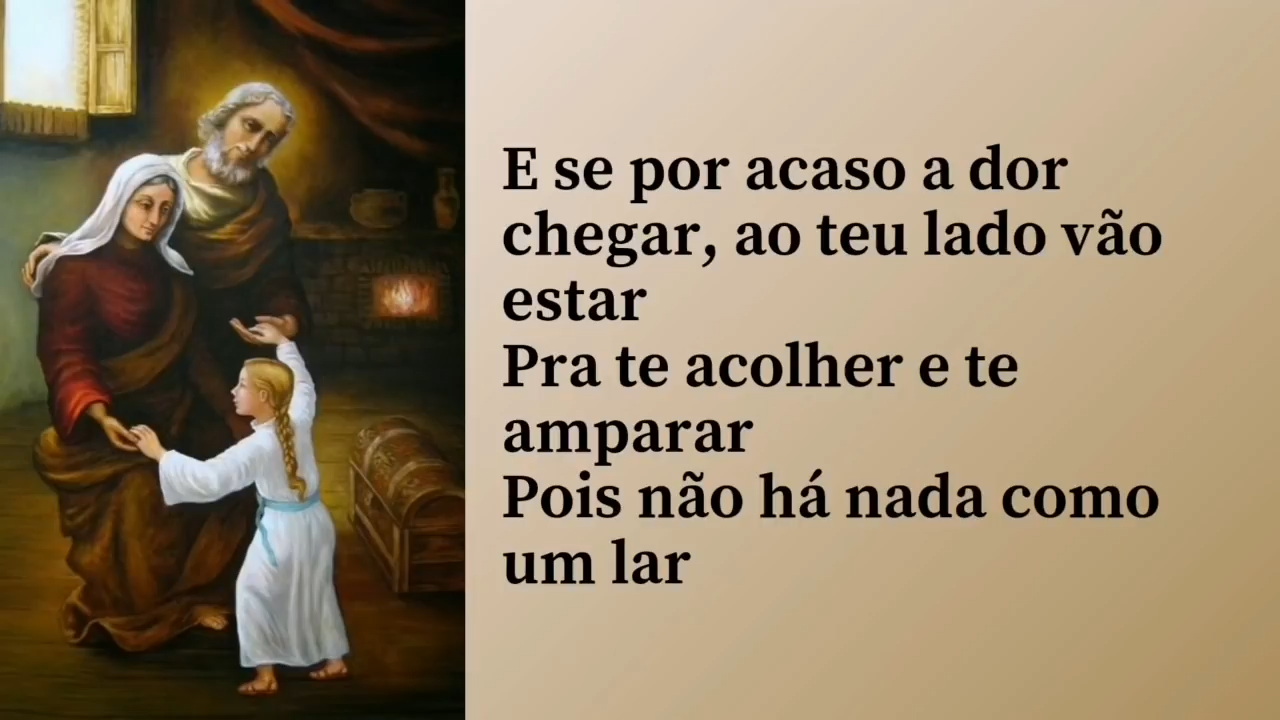 E se por acaso a dor
chegar, ao teu lado vão
estar
Pra te acolher e te
amparar
Pois não há nada como
um lar